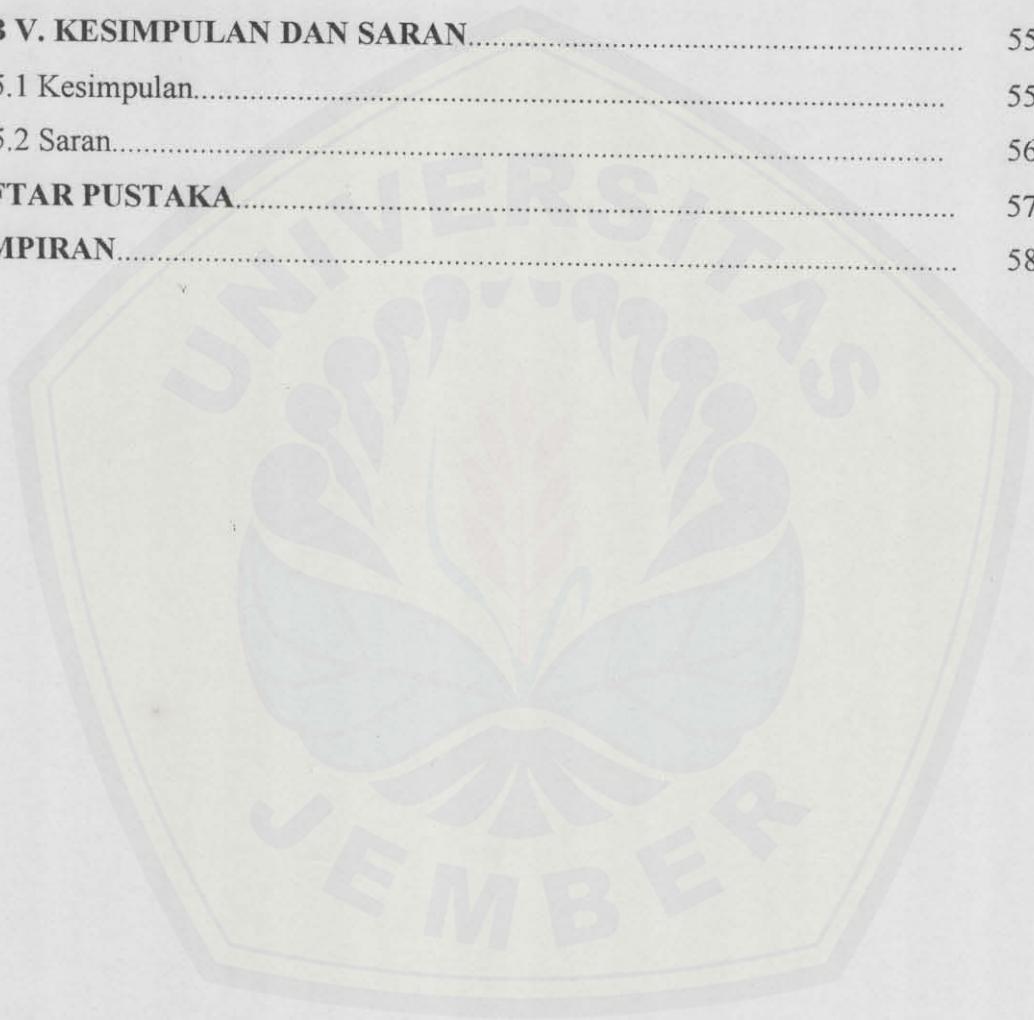 B V. KESIMPULAN DAN SARAN.......... 55
5.1 Kesimpulan.......... 55
5.2 Saran.......... 56
FTAR PUSTAKA.......... 57
MPIRAN.......... 58
UNIVERSITAS
JEMBER